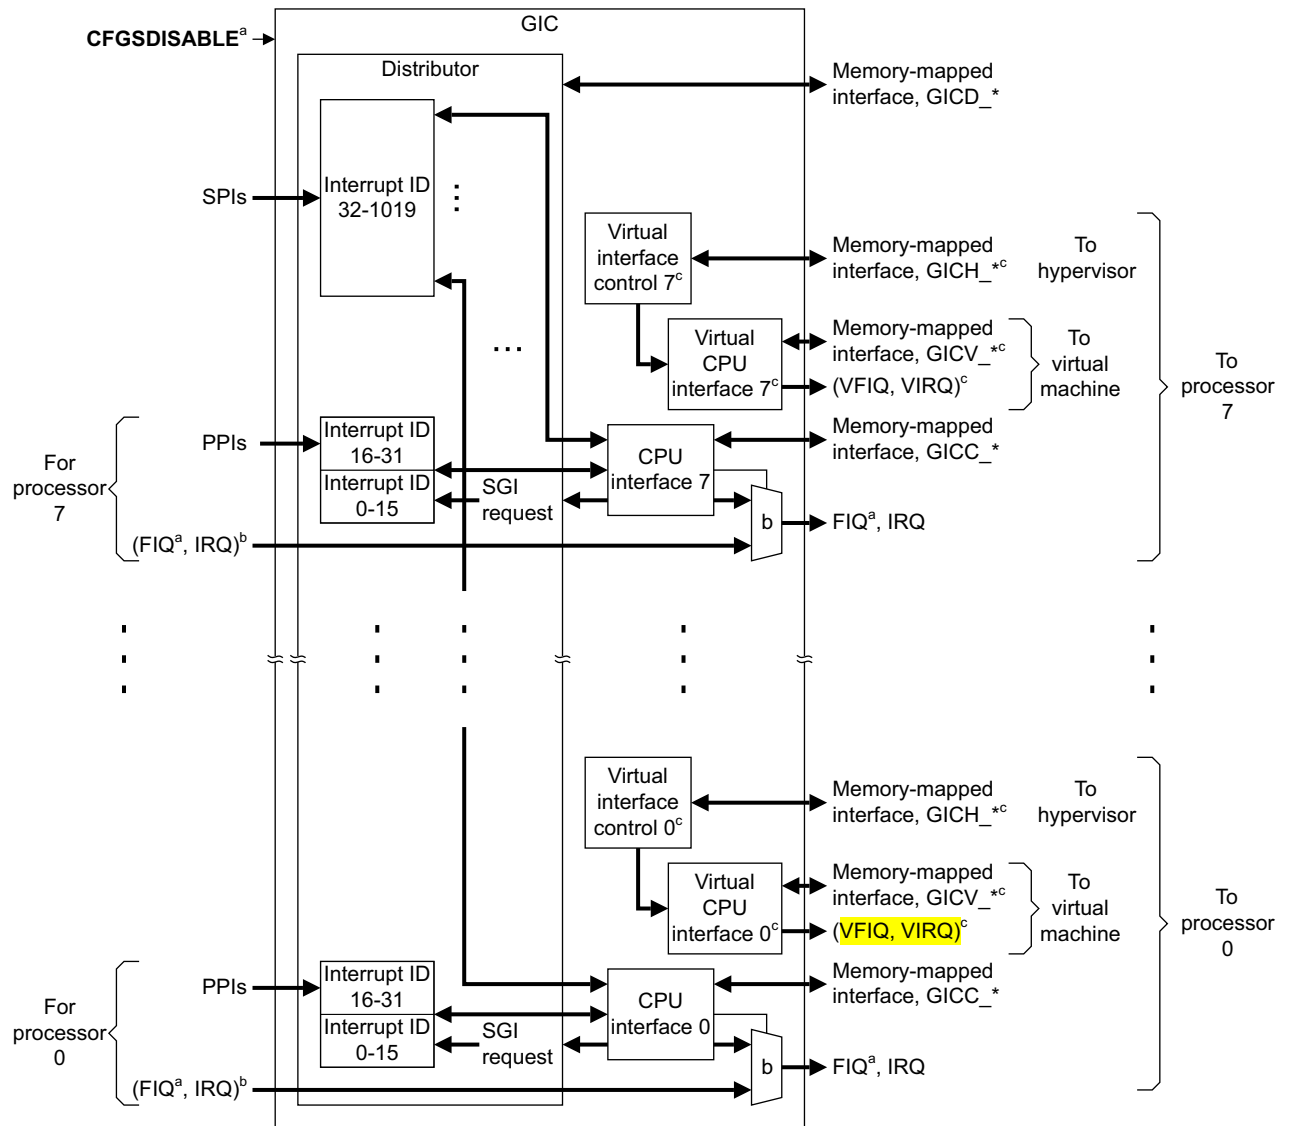 GIC
CFGSDISABLEᵃ
Distributor
Memory-mapped
interface, GICD_*
SPIs
Interrupt ID
32-1019
Virtual
interface
control 7ᶜ
Memory-mapped
interface, GICH_*ᶜ
To
hypervisor
Virtual
CPU
interface 7ᶜ
Memory-mapped
interface, GICV_*ᶜ
(VFIQ, VIRQ)ᶜ
To
virtual
machine
To
processor
7
For
processor
7
PPIs
Interrupt ID
16-31
Interrupt ID
0-15
SGI
request
CPU
interface 7
Memory-mapped
interface, GICC_*
b
FIQᵃ, IRQ
(FIQᵃ, IRQ)ᵇ
Virtual
interface
control 0ᶜ
Memory-mapped
interface, GICH_*ᶜ
To
hypervisor
Virtual
CPU
interface 0ᶜ
Memory-mapped
interface, GICV_*ᶜ
(VFIQ, VIRQ)ᶜ
To
virtual
machine
To
processor
0
For
processor
0
PPIs
Interrupt ID
16-31
Interrupt ID
0-15
SGI
request
CPU
interface 0
Memory-mapped
interface, GICC_*
b
FIQᵃ, IRQ
(FIQᵃ, IRQ)ᵇ